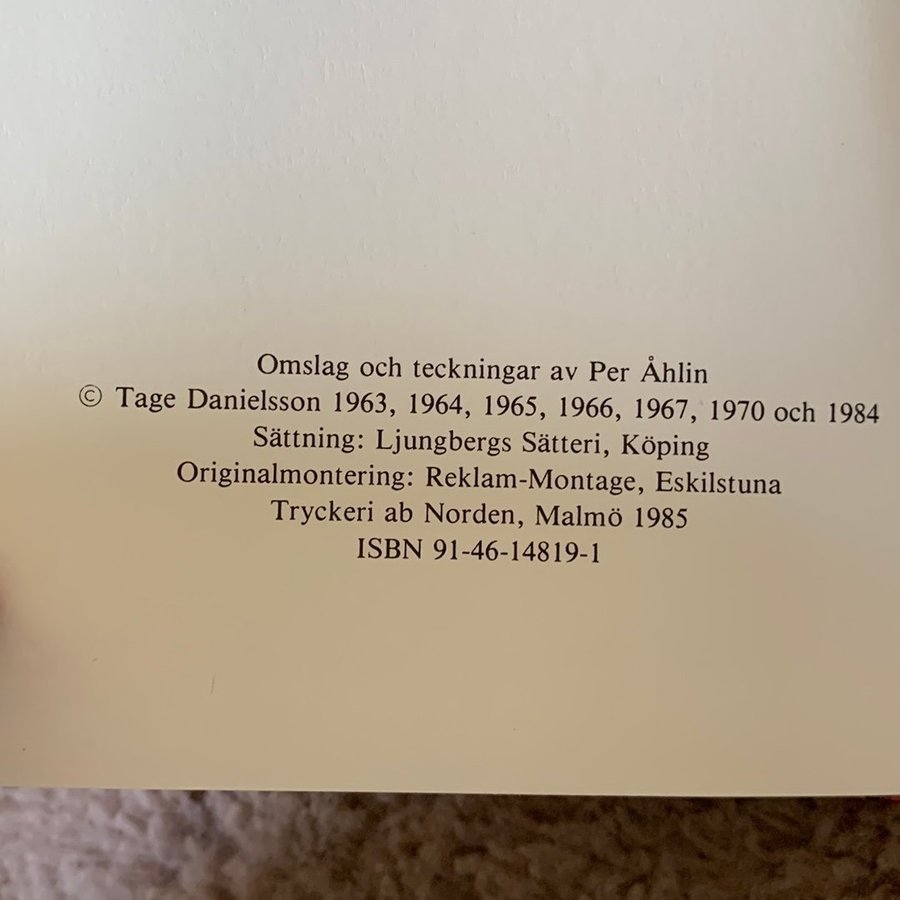 Omslag och teckningar av Per Åhlin
© Tage Danielsson 1963, 1964, 1965, 1966, 1967, 1970 och 1984
Sättning: Ljungbergs Sätteri, Köping
Originalmontering: Reklam-Montage, Eskilstuna
Tryckeri ab Norden, Malmö 1985
ISBN 91-46-14819-1